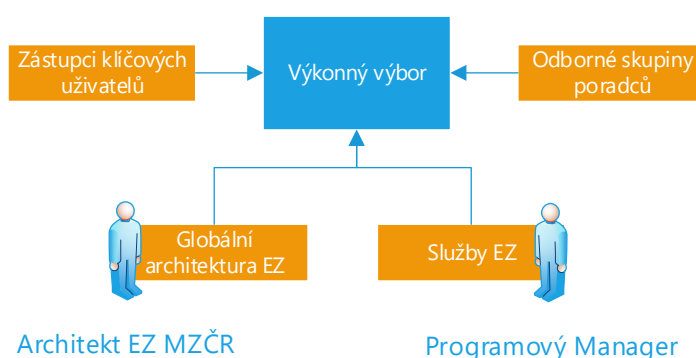 Zástupci klíčových
uživatelů
Výkonný výbor
Odborné skupiny
poradců
Globální
architektura EZ
Služby EZ
Architekt EZ MZČR
Programový Manager